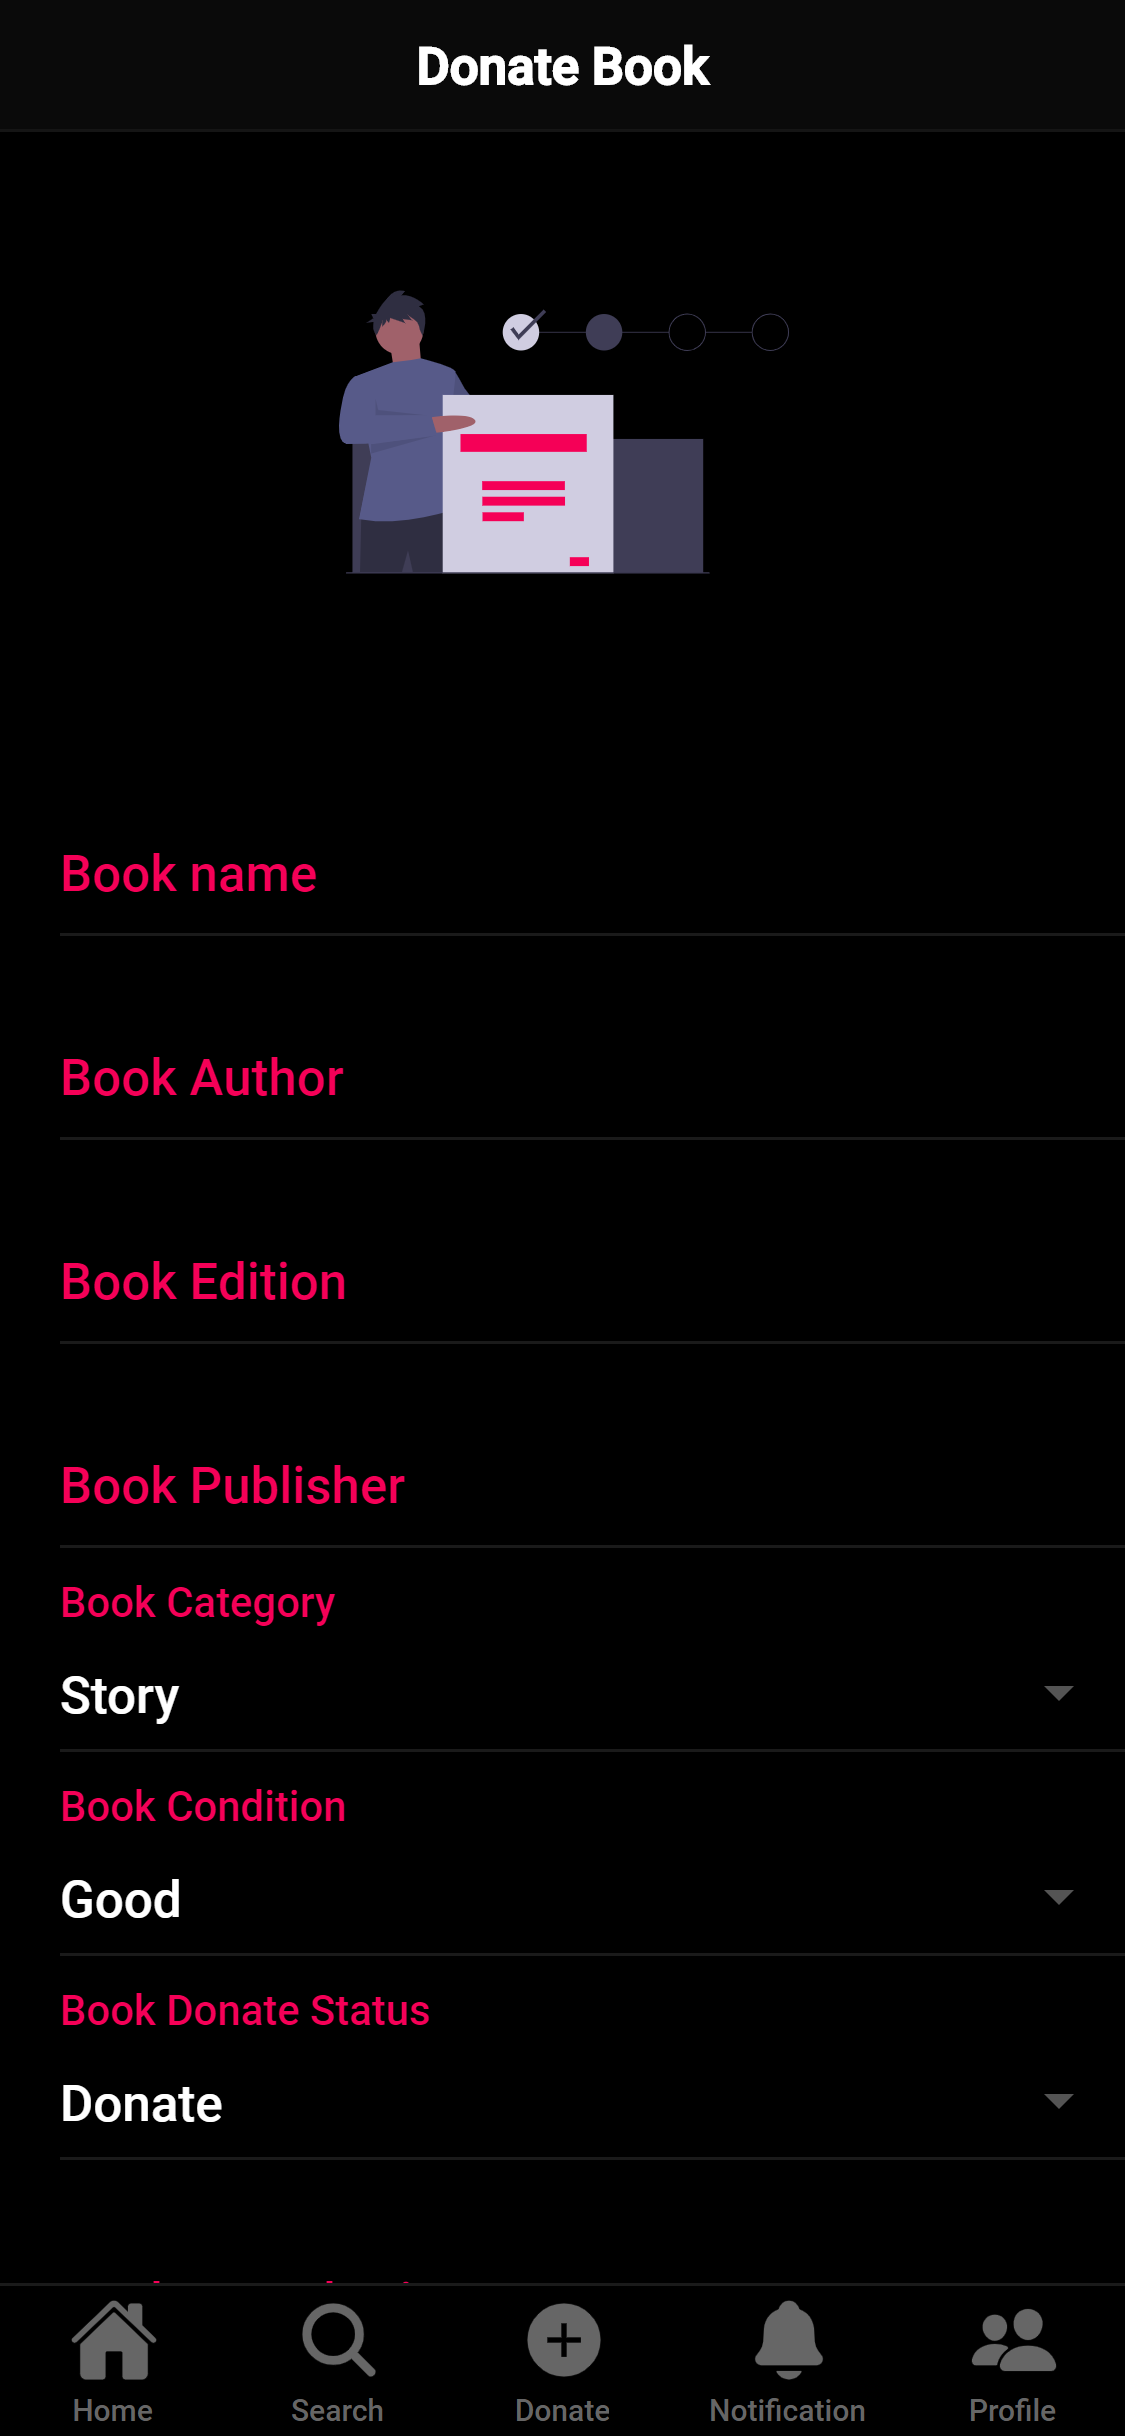 Donate Book
Book name
Book Author
Book Edition
Book Publisher
Book Category
Story
Book Condition
Good
Book Donate Status
Donate
Home
Search
Donate
Notification
Profile